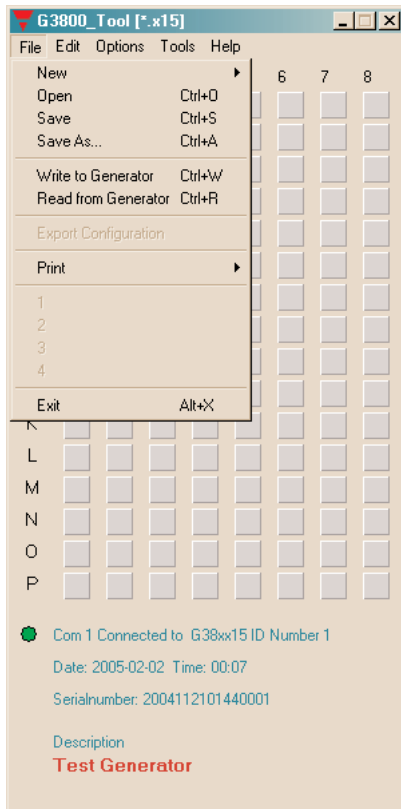 G3800_Tool [*.x15]
File Edit Options Tools Help
New
6 7 8
Open Ctrl+O
Save Ctrl+S
Save As... Ctrl+A
Write to Generator Ctrl+W
Read from Generator Ctrl+R
Export Configuration
Print
1
2
3
4
Exit Alt+X
K
L
M
N
O
P
Com 1 Connected to G38xx15 ID Number 1
Date: 2005-02-02 Time: 00:07
Serialnumber: 2004112101440001
Description
Test Generator